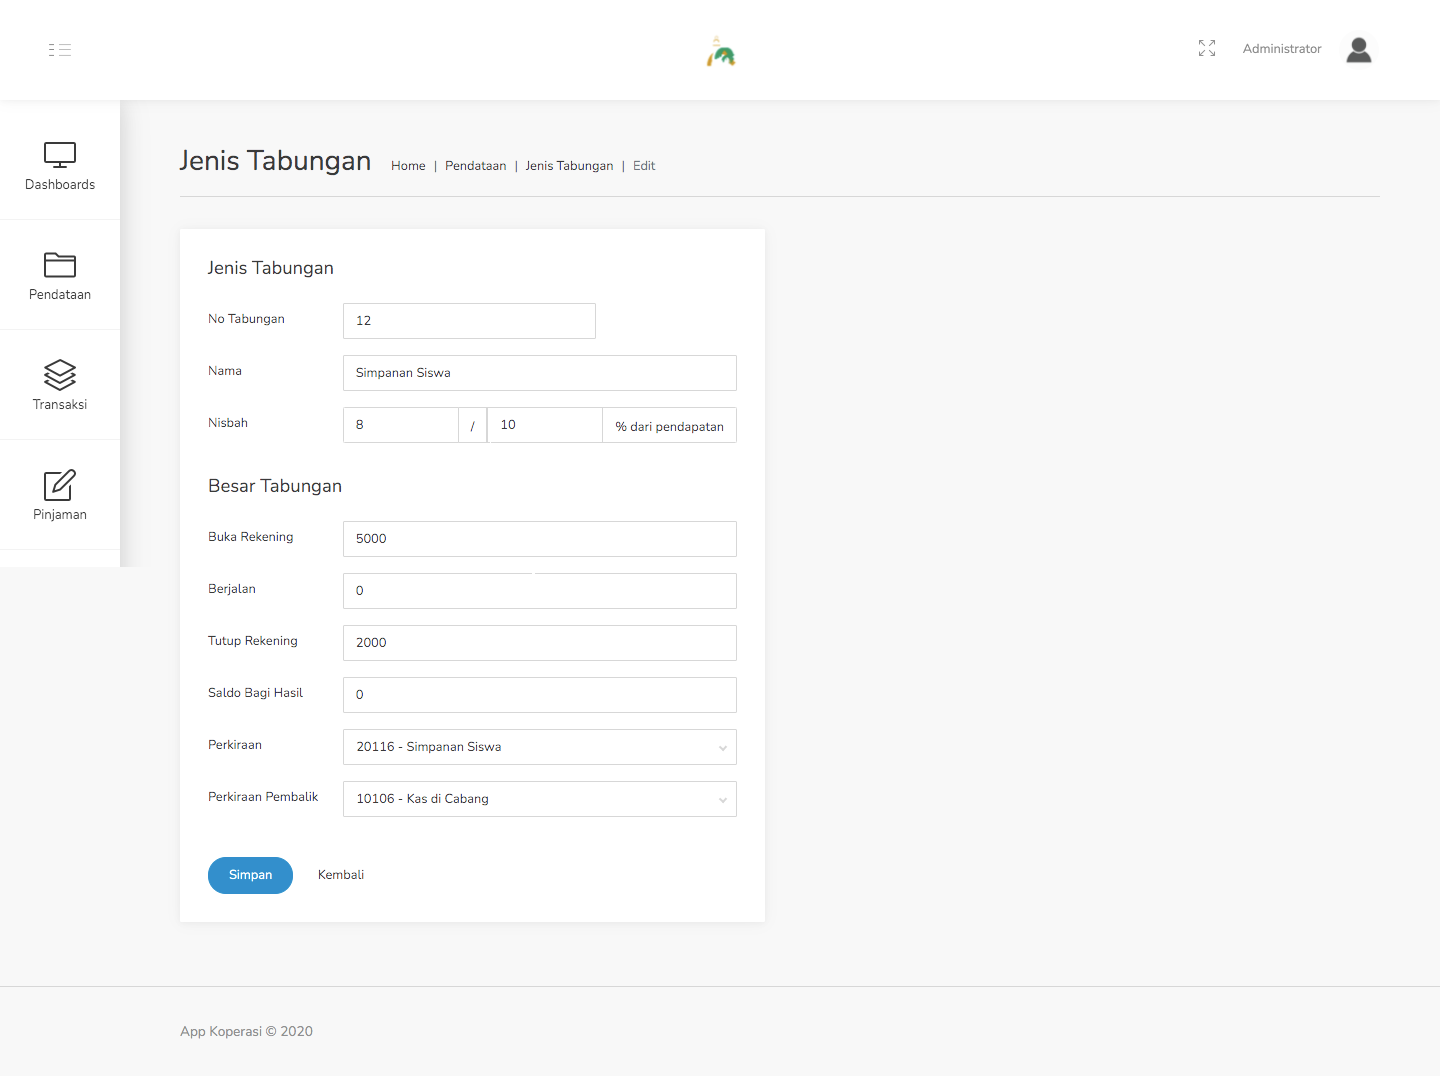 Administrator
Dashboards
Pendataan
Transaksi
Pinjaman
Jenis Tabungan
Home | Pendataan | Jenis Tabungan | Edit
Jenis Tabungan
No Tabungan 12
Nama Simpanan Siswa
Nisbah 8 / 10 % dari pendapatan
Besar Tabungan
Buka Rekening 5000
Berjalan 0
Tutup Rekening 2000
Saldo Bagi Hasil 0
Perkiraan 20116 - Simpanan Siswa
Perkiraan Pembalik 10106 - Kas di Cabang
Simpan Kembali
App Koperasi © 2020